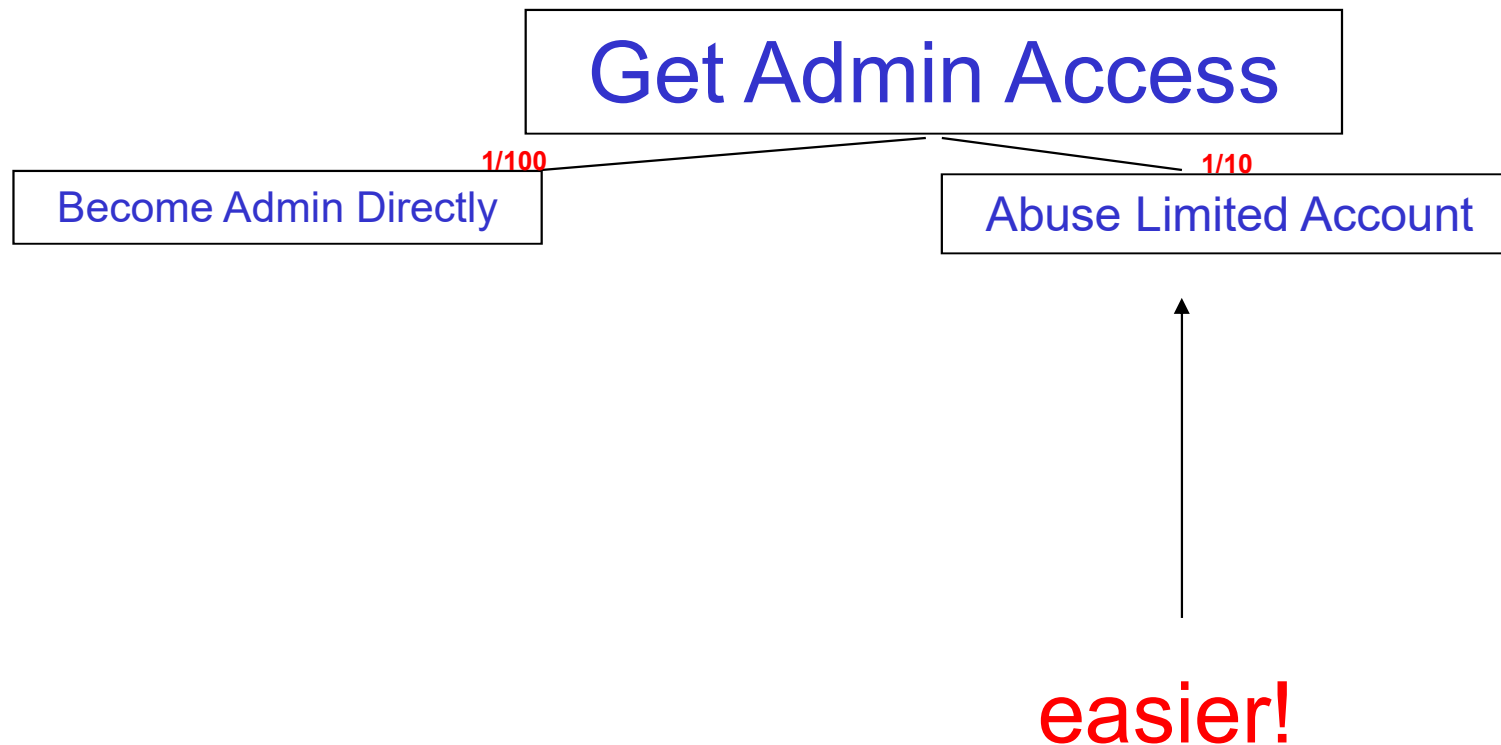 Get Admin Access
1/100
1/10
Become Admin Directly
Abuse Limited Account
easier!